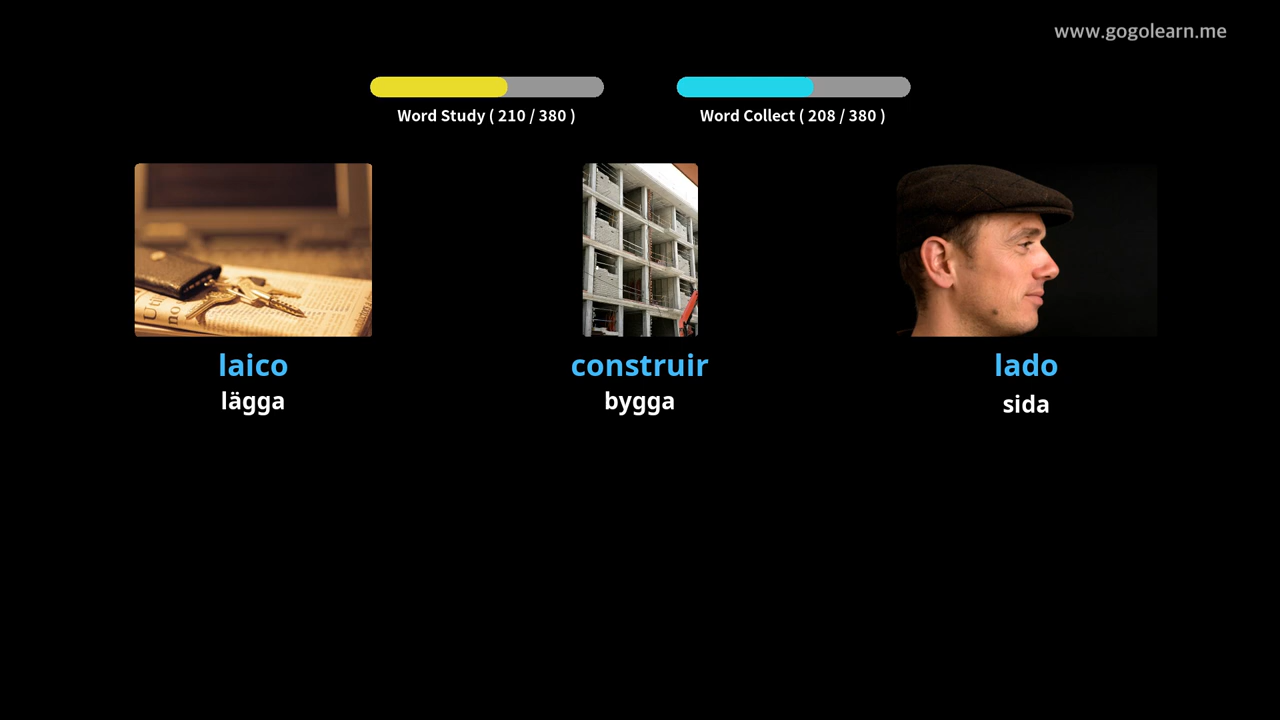 www.gogolearn.me
Word Study ( 210 / 380 )
Word Collect ( 208 / 380 )
laico
lägga
construir
bygga
lado
sida